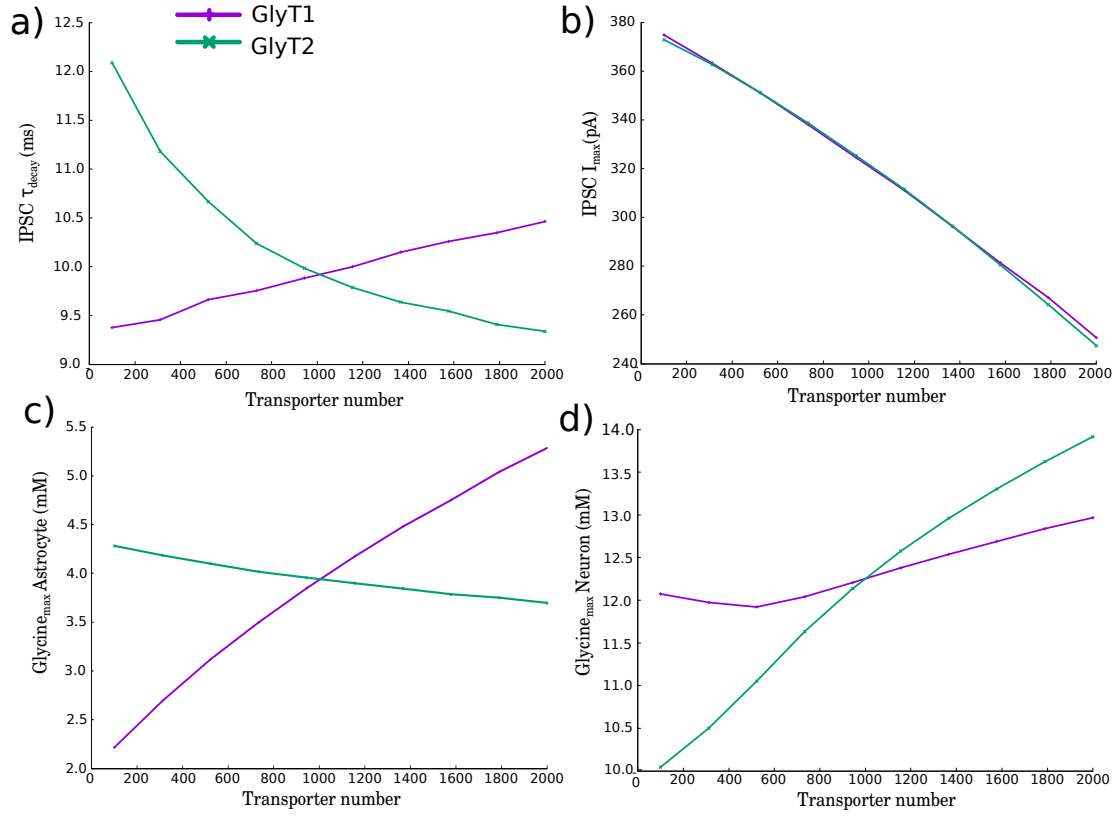 a)
GlyT1
GlyT2
12.5
12.0
11.5
11.0
10.5
10.0
9.5
9.0
IPSC τdecay (ms)
0 200 400 600 800 1000 1200 1400 1600 1800 2000
Transporter number
b)
380
360
340
320
300
280
260
240
IPSC Imax(pA)
0 200 400 600 800 1000 1200 1400 1600 1800 2000
Transporter number
c)
5.5
5.0
4.5
4.0
3.5
3.0
2.5
2.0
Glycinemax Astrocyte (mM)
0 200 400 600 800 1000 1200 1400 1600 1800 2000
Transporter number
d)
14.0
13.5
13.0
12.5
12.0
11.5
11.0
10.5
10.0
Glycinemax Neuron (mM)
0 200 400 600 800 1000 1200 1400 1600 1800 2000
Transporter number